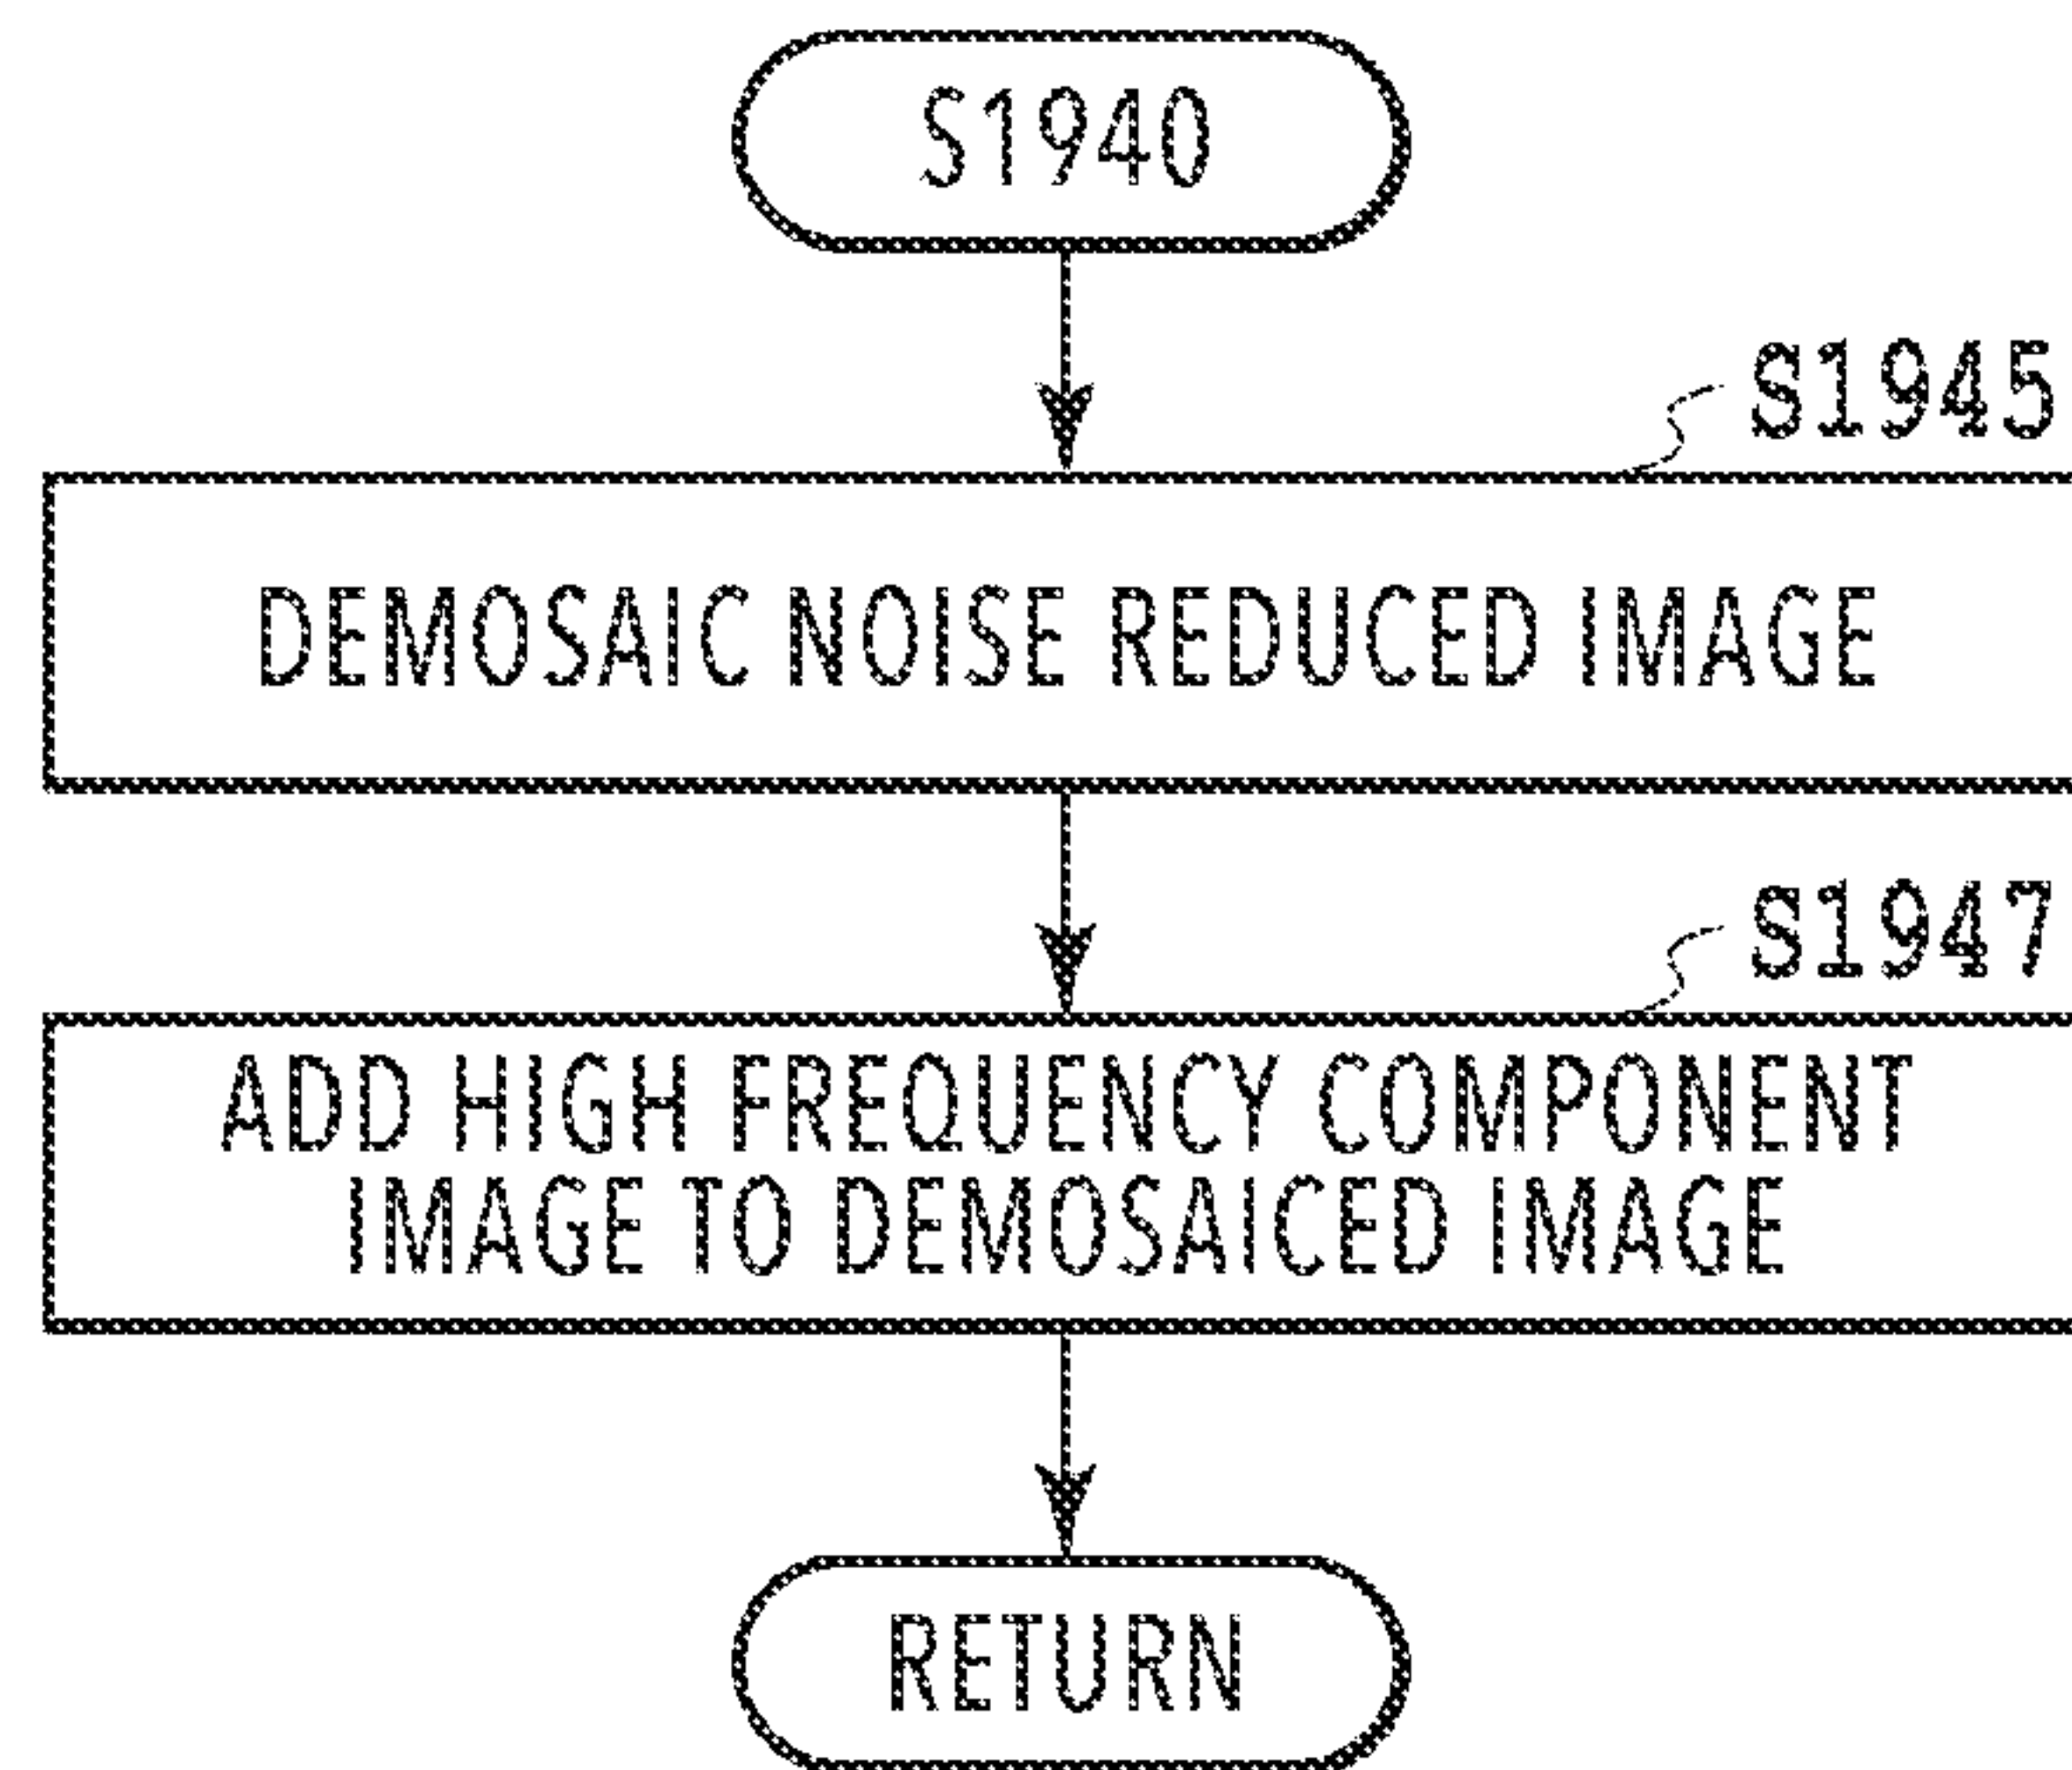 S1940
S1945
DEMOSAIC NOISE REDUCED IMAGE
S1947
ADD HIGH FREQUENCY COMPONENT
IMAGE TO DEMOSAICED IMAGE
RETURN